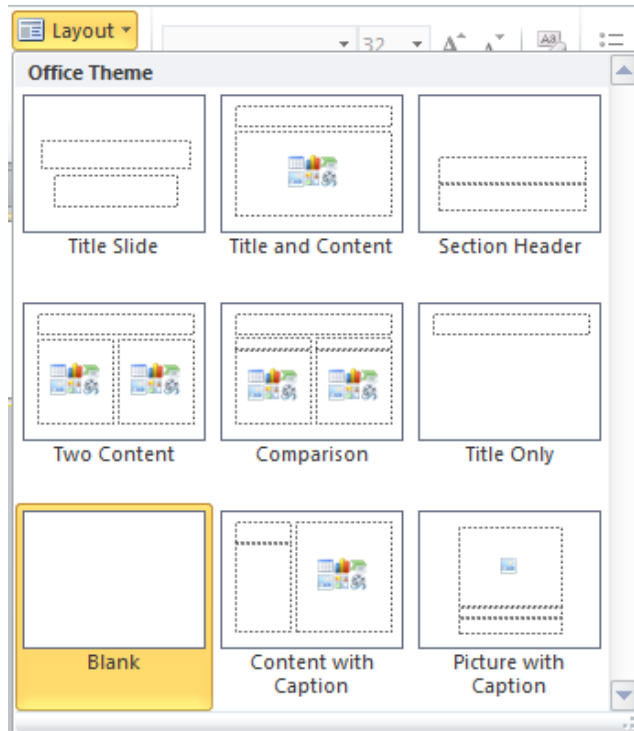 Layout
32 A A Aa
Office Theme
Title Slide
Title and Content
Section Header
Two Content
Comparison
Title Only
Blank
Content with
Caption
Picture with
Caption